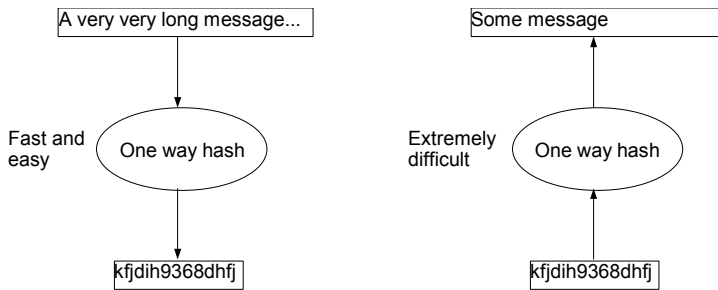 A very very long message...
Fast and
easy
One way hash
kfjdih9368dhfj
Some message
Extremely
difficult
One way hash
kfjdih9368dhfj